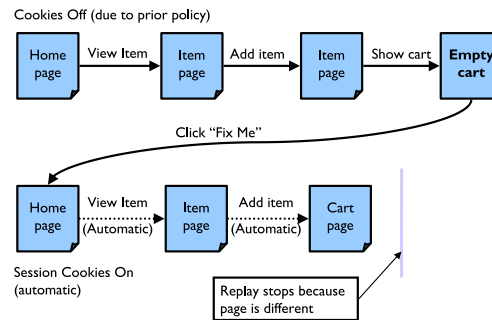 Cookies Off (due to prior policy)
Home
page
View Item
Item
page
Add item
Item
page
Show cart
Empty
cart
Click “Fix Me”
Home
page
View Item
(Automatic)
Item
page
Add item
(Automatic)
Cart
page
Session Cookies On
(automatic)
Replay stops because
page is different